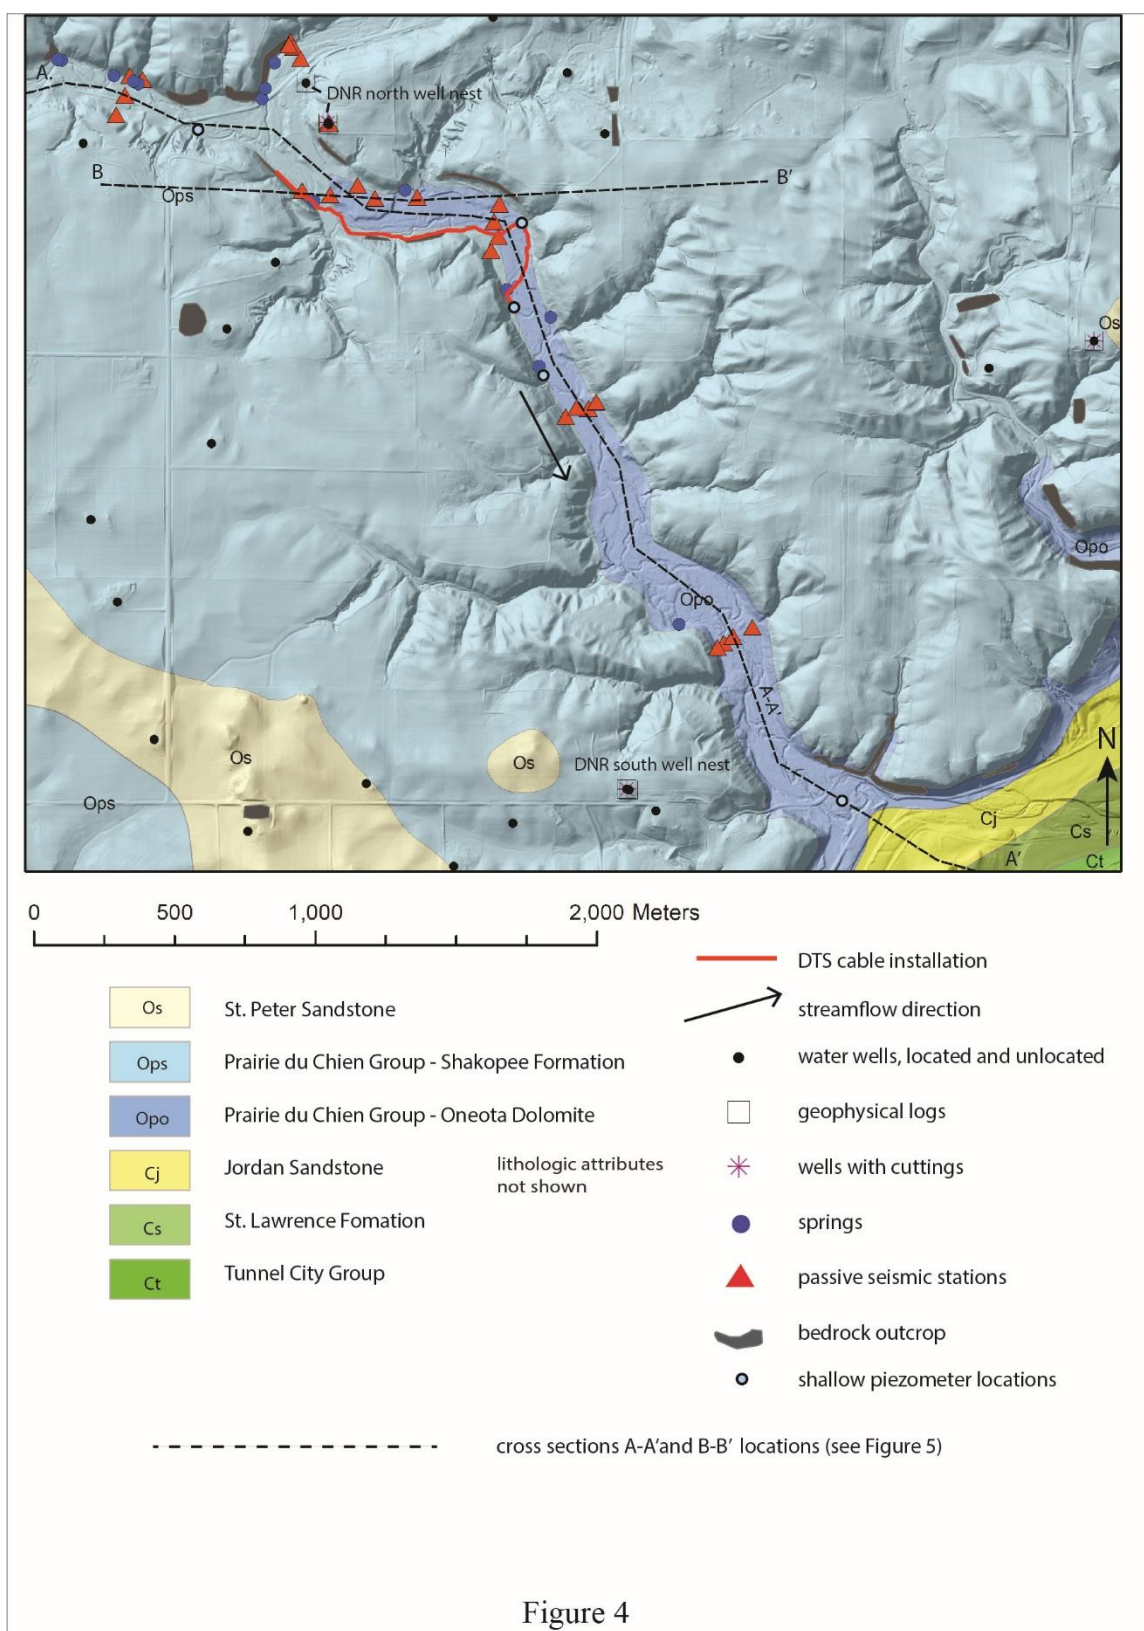 A
DNR north well nest
B
B'
Ops
Os
Opo
Opo
A-A'
Os
Os
DNR south well nest
N
Ops
Cj
Cs
A'
Ct
0 500 1,000 2,000 Meters
DTS cable installation
streamflow direction
Os St. Peter Sandstone
water wells, located and unlocated
Ops Prairie du Chien Group - Shakopee Formation
geophysical logs
Opo Prairie du Chien Group - Oneota Dolomite
wells with cuttings
Cj Jordan Sandstone
lithologic attributes
not shown
springs
Cs St. Lawrence Fomation
passive seismic stations
Ct Tunnel City Group
bedrock outcrop
shallow piezometer locations
cross sections A-A'and B-B' locations (see Figure 5)
Figure 4